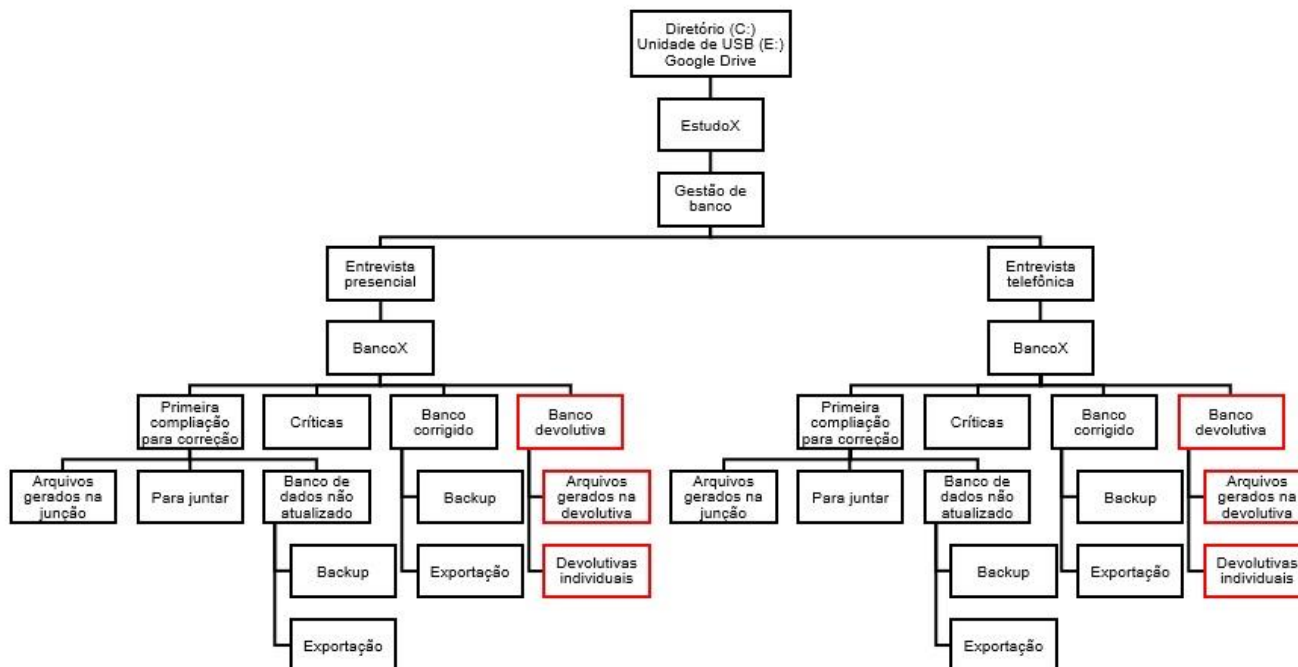 Diretório (C:)
Unidade de USB (E:)
Google Drive
EstudoX
Gestão de
banco
Entrevista
presencial
Entrevista
telefônica
BancoX
BancoX
Primeira
compliação
para correção
Críticas
Banco
corrigido
Banco
devolutiva
Primeira
compliação
para correção
Críticas
Banco
corrigido
Banco
devolutiva
Arquivos
gerados na
junção
Para juntar
Banco de
dados não
atualizado
Backup
Arquivos
gerados na
devolutiva
Arquivos
gerados na
junção
Para juntar
Banco de
dados não
atualizado
Backup
Arquivos
gerados na
devolutiva
Backup
Exportação
Devolutivas
individuais
Backup
Exportação
Devolutivas
individuais
Exportação
Exportação